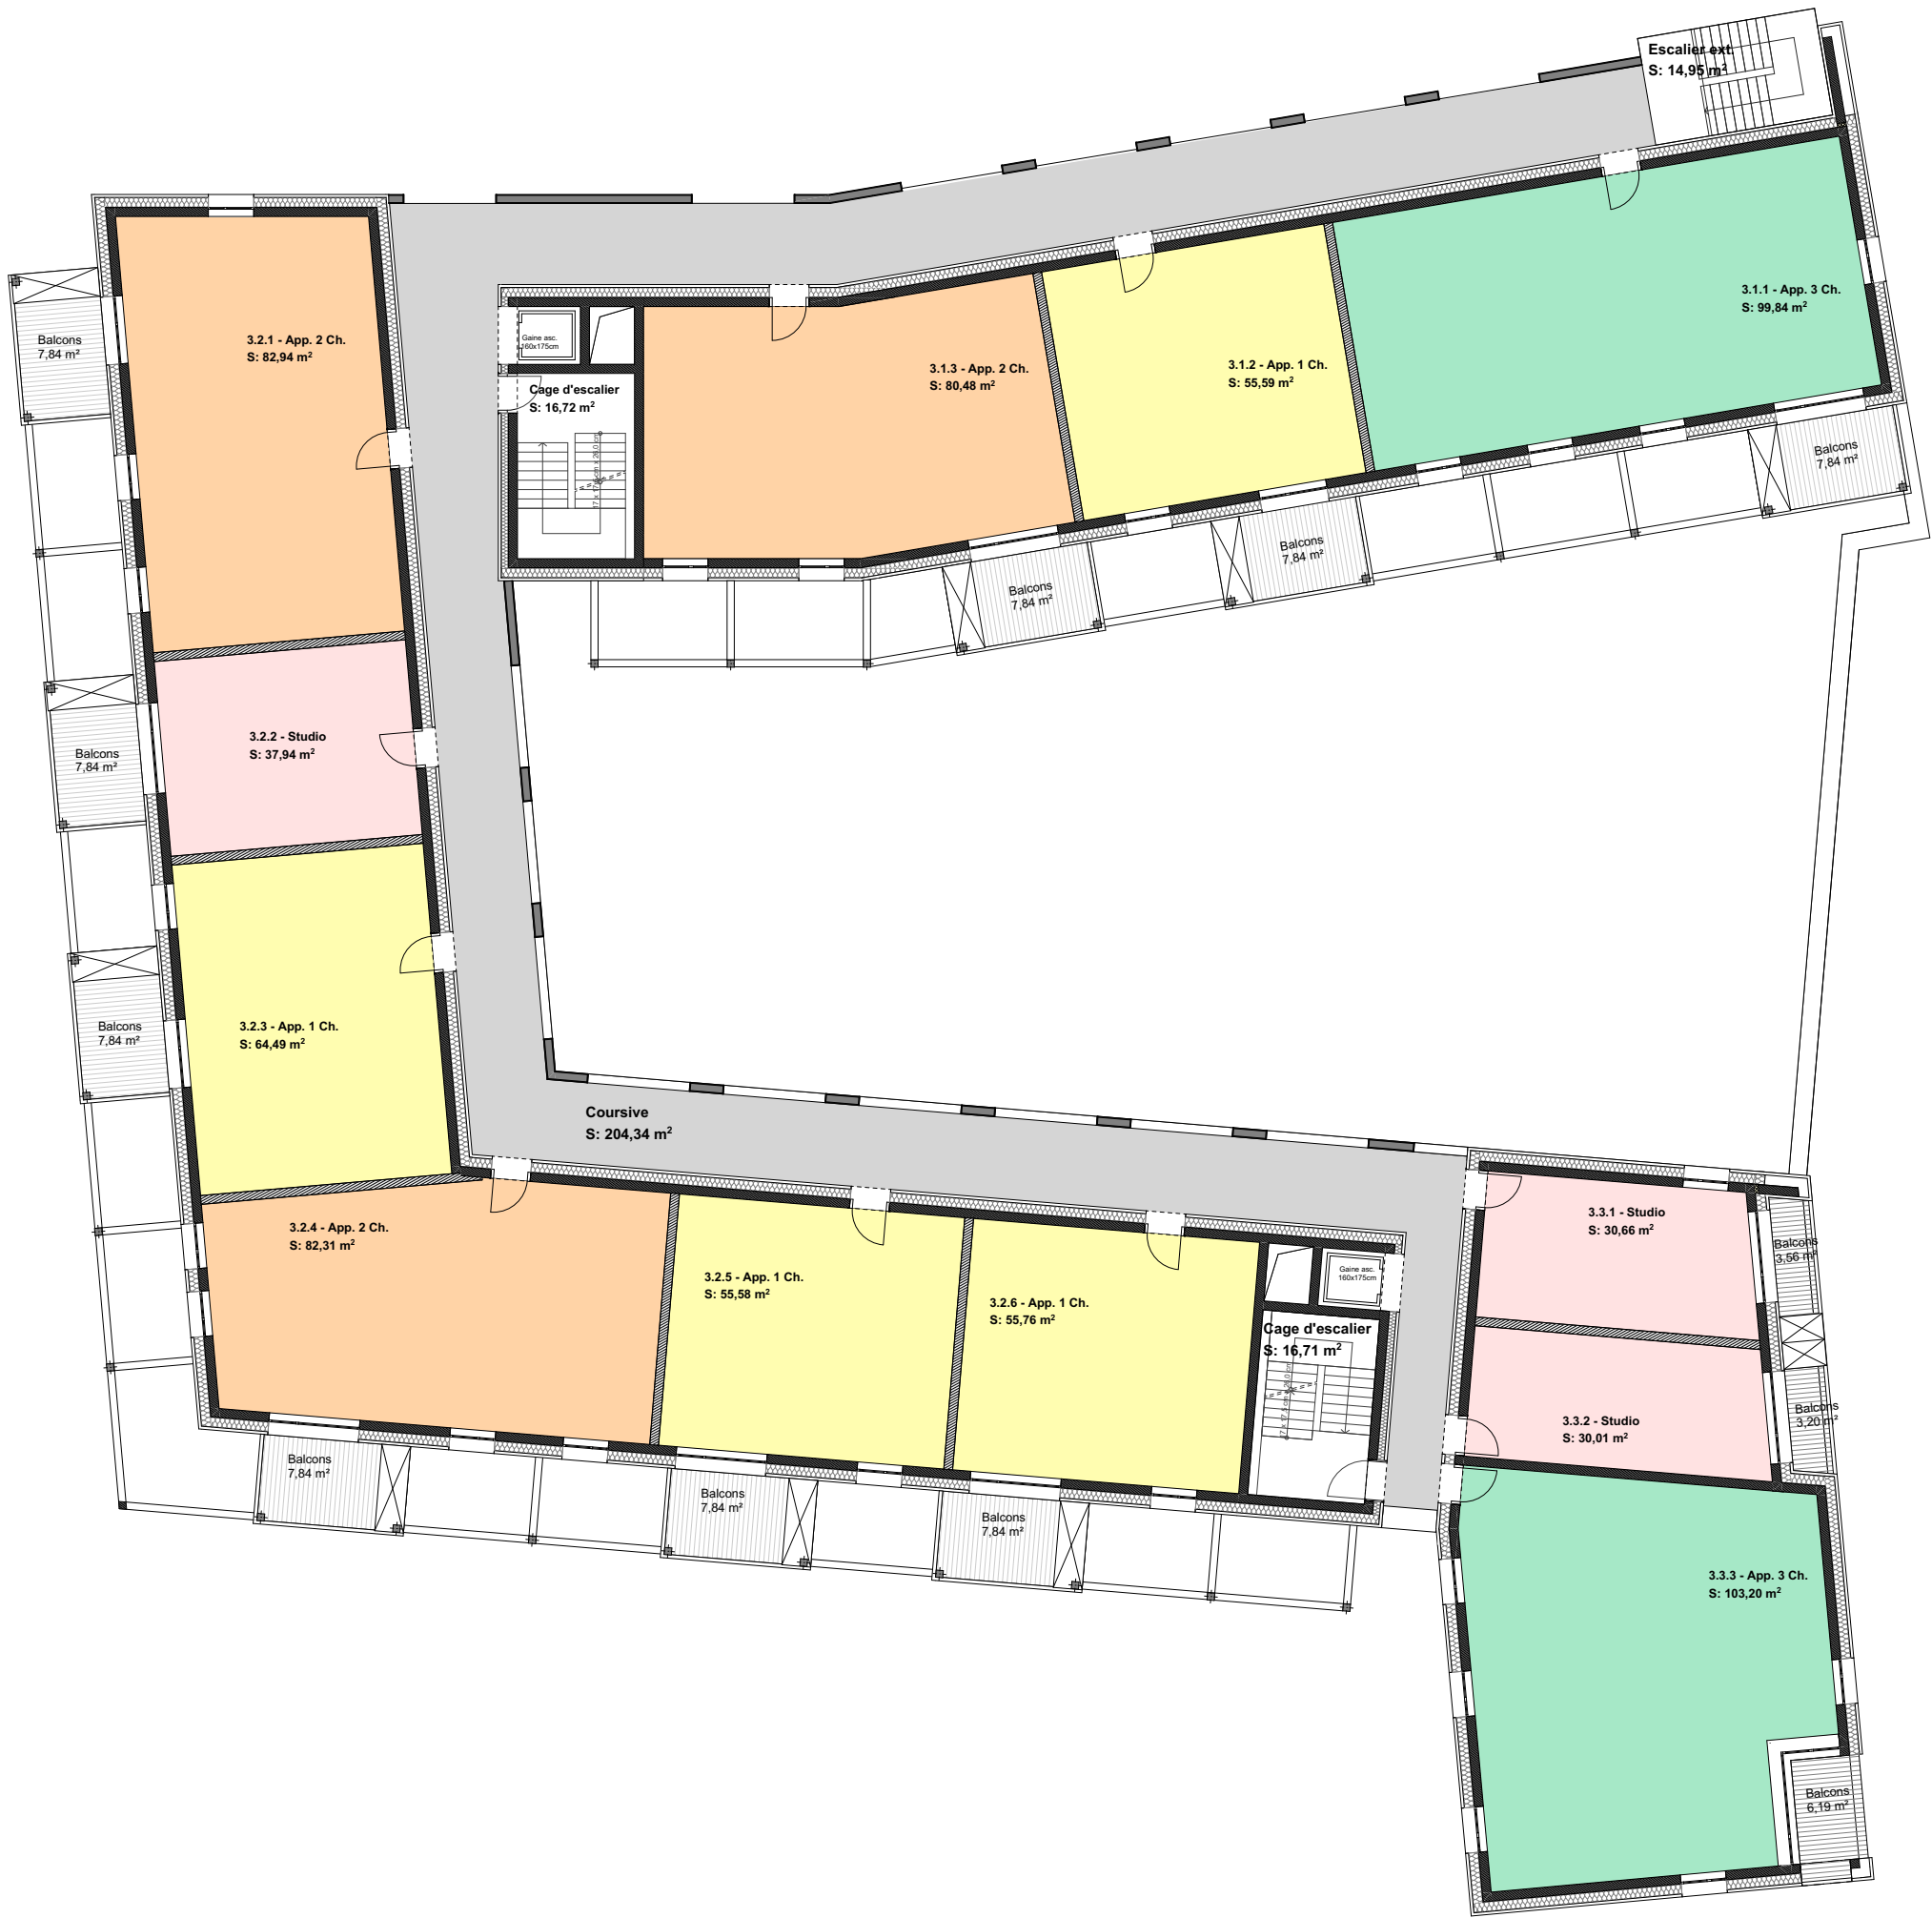 Escalier ext.
S: 14,95 m²
3.1.1 - App. 3 Ch.
S: 99,84 m²
3.2.1 - App. 2 Ch.
S: 82,94 m²
Balcons
7,84 m²
Gaine asc.
160x175cm
3.1.3 - App. 2 Ch.
S: 80,48 m²
3.1.2 - App. 1 Ch.
S: 55,59 m²
Cage d'escalier
S: 16,72 m²
Balcons
7,84 m²
Balcons
7,84 m²
Balcons
7,84 m²
3.2.2 - Studio
S: 37,94 m²
Balcons
7,84 m²
3.2.3 - App. 1 Ch.
S: 64,49 m²
Balcons
7,84 m²
Coursive
S: 204,34 m²
3.2.4 - App. 2 Ch.
S: 82,31 m²
3.3.1 - Studio
S: 30,66 m²
Balcons
3,56 m²
3.2.5 - App. 1 Ch.
S: 55,58 m²
Gaine asc.
160x175cm
3.2.6 - App. 1 Ch.
S: 55,76 m²
Cage d'escalier
S: 16,71 m²
17 x 17,5 cm x 26,0 cm
3.3.2 - Studio
S: 30,01 m²
Balcons
3,20 m²
Balcons
7,84 m²
Balcons
7,84 m²
Balcons
7,84 m²
3.3.3 - App. 3 Ch.
S: 103,20 m²
Balcons
6,19 m²